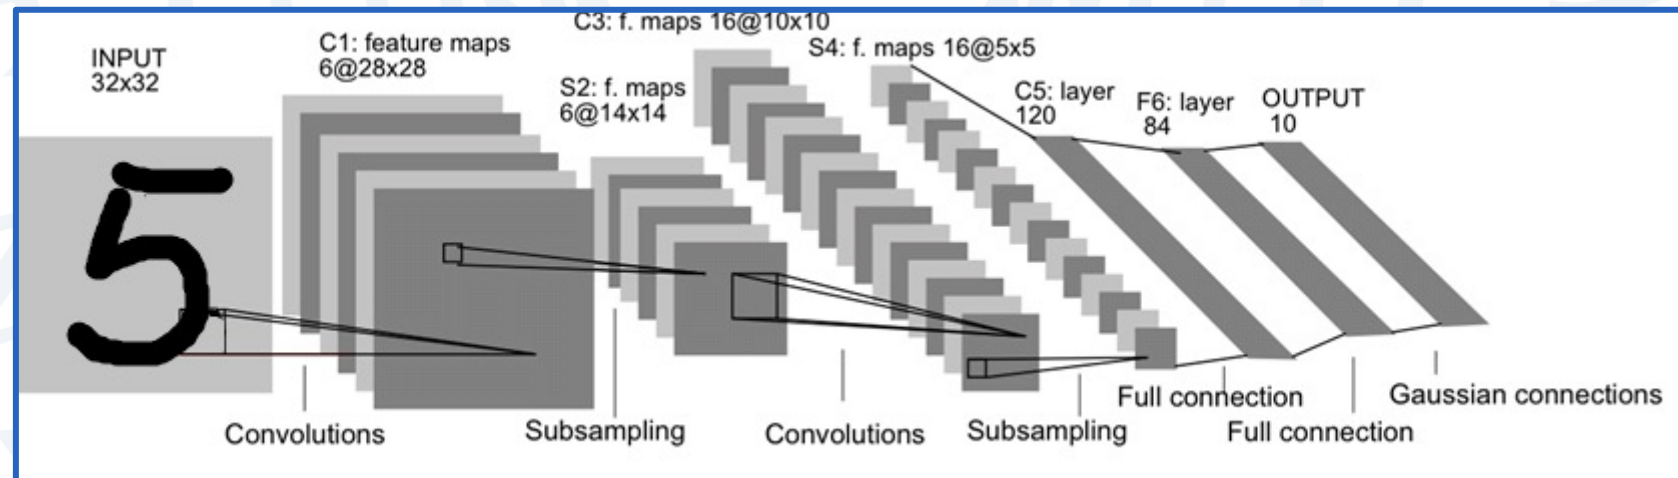 INPUT
32x32
5
C1: feature maps
6@28x28
S2: f. maps
6@14x14
C3: f. maps 16@10x10
S4: f. maps 16@5x5
C5: layer
120
F6: layer
84
OUTPUT
10
Convolutions
Subsampling
Convolutions
Subsampling
Full connection
Full connection
Gaussian connections